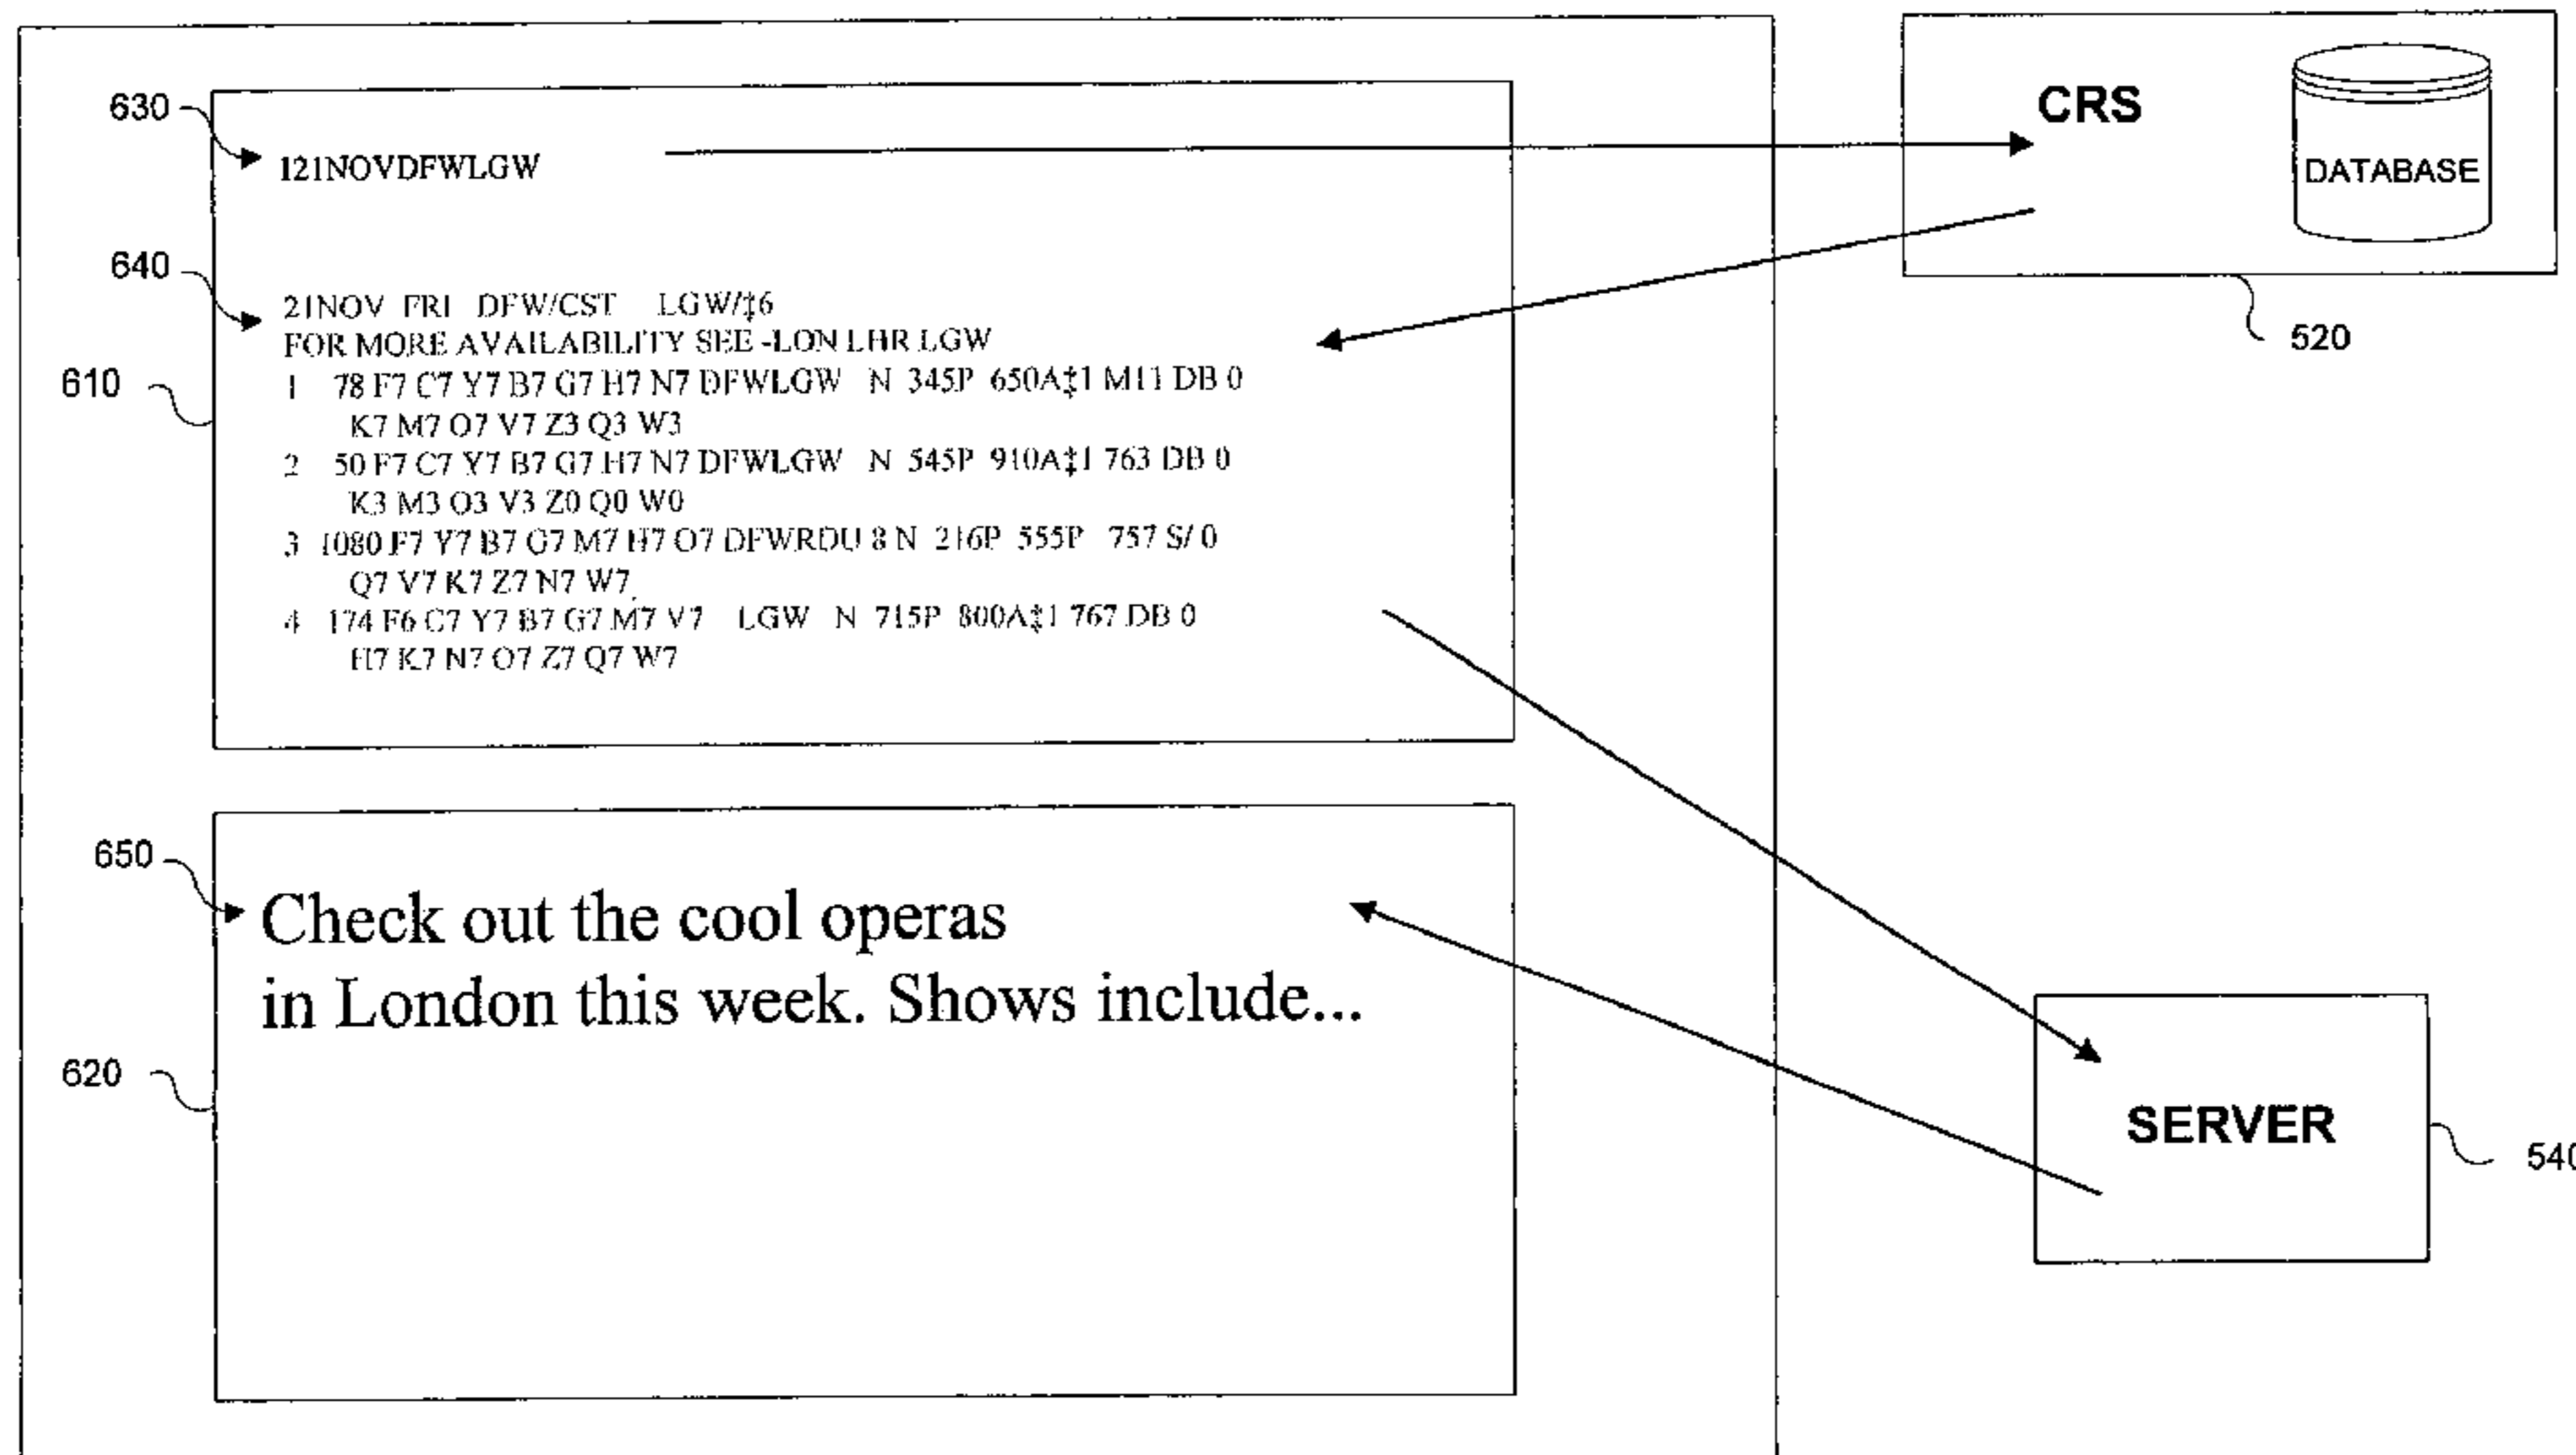 630
121NOVDFWLGW
640
21NOV FRI DFW/CST LGW/‡6
FOR MORE AVAILABILITY SEE -LON LHR LGW
610
1 78 F7 C7 Y7 B7 G7 H7 N7 DFWLGW N 345P 650A‡1 M11 DB 0
K7 M7 O7 V7 Z3 Q3 W3
2 50 F7 C7 Y7 B7 G7 H7 N7 DFWLGW N 545P 910A‡1 763 DB 0
K3 M3 O3 V3 Z0 Q0 W0
3 1080 F7 Y7 B7 G7 M7 H7 O7 DFWRDU 8 N 216P 555P 757 S/ 0
Q7 V7 K7 Z7 N7 W7
4 174 F6 C7 Y7 B7 G7 M7 V7 LGW N 715P 800A‡1 767 DB 0
H7 K7 N7 O7 Z7 Q7 W7
CRS
DATABASE
520
650
Check out the cool operas
in London this week. Shows include...
620
SERVER
540